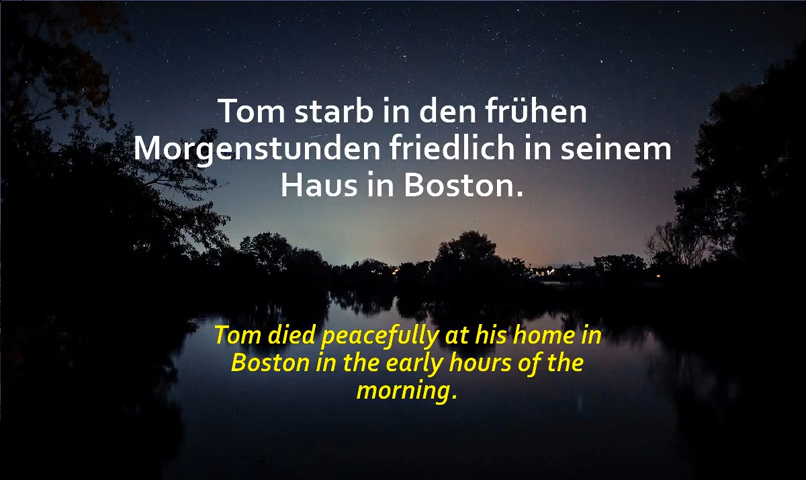 Tom starb in den frühen
Morgenstunden friedlich in seinem
Haus in Boston.
Tom died peacefully at his home in
Boston in the early hours of the
morning.